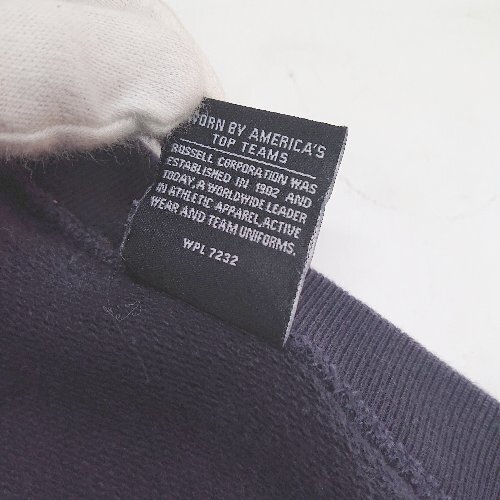 WORN BY AMERICA'S
TOP TEAMS
RUSSELL CORPORATION WAS
ESTABLISHED IN 1902 AND
TODAY, A WORLDWIDE LEADER
IN ATHLETIC APPAREL, ACTIVE
WEAR AND TEAM UNIFORMS.
WPL 7232